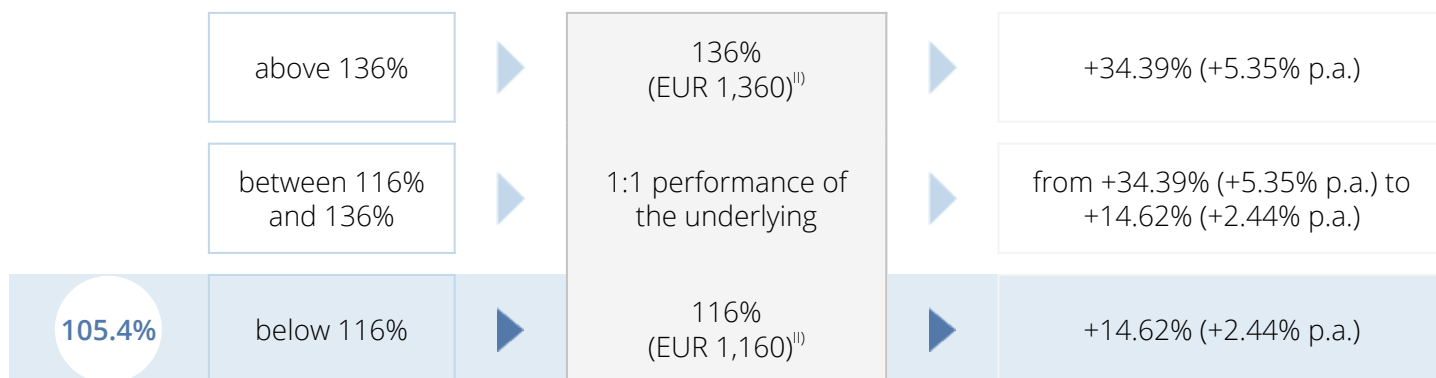 above 136%
136%
(EUR 1,360)II)
+34.39% (+5.35% p.a.)
between 116%
and 136%
1:1 performance of
the underlying
from +34.39% (+5.35% p.a.) to
+14.62% (+2.44% p.a.)
105.4%
below 116%
116%
(EUR 1,160)II)
+14.62% (+2.44% p.a.)